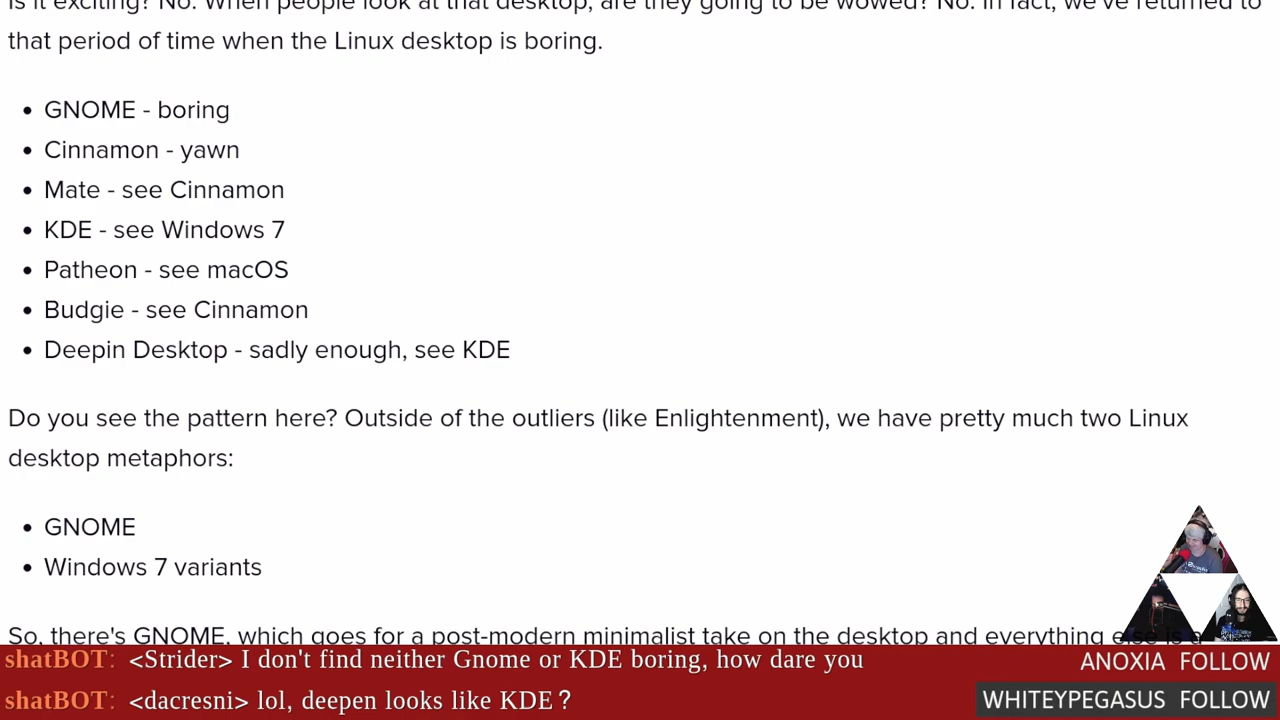 is it exciting? No. When people look at that desktop, are they going to be wowed? No. In fact, we've returned to
that period of time when the Linux desktop is boring.
• GNOME - boring
• Cinnamon - yawn
• Mate - see Cinnamon
• KDE - see Windows 7
• Patheon - see macOS
• Budgie - see Cinnamon
• Deepin Desktop - sadly enough, see KDE
Do you see the pattern here? Outside of the outliers (like Enlightenment), we have pretty much two Linux
desktop metaphors:
• GNOME
• Windows 7 variants
So, there's GNOME, which goes for a post-modern minimalist take on the desktop and everything else is a
shatBOT: <Strider> I don't find neither Gnome or KDE boring, how dare you
ANOXIA FOLLOW
shatBOT: <dacresni> lol, deepen looks like KDE ?
WHITEYPEGASUS FOLLOW